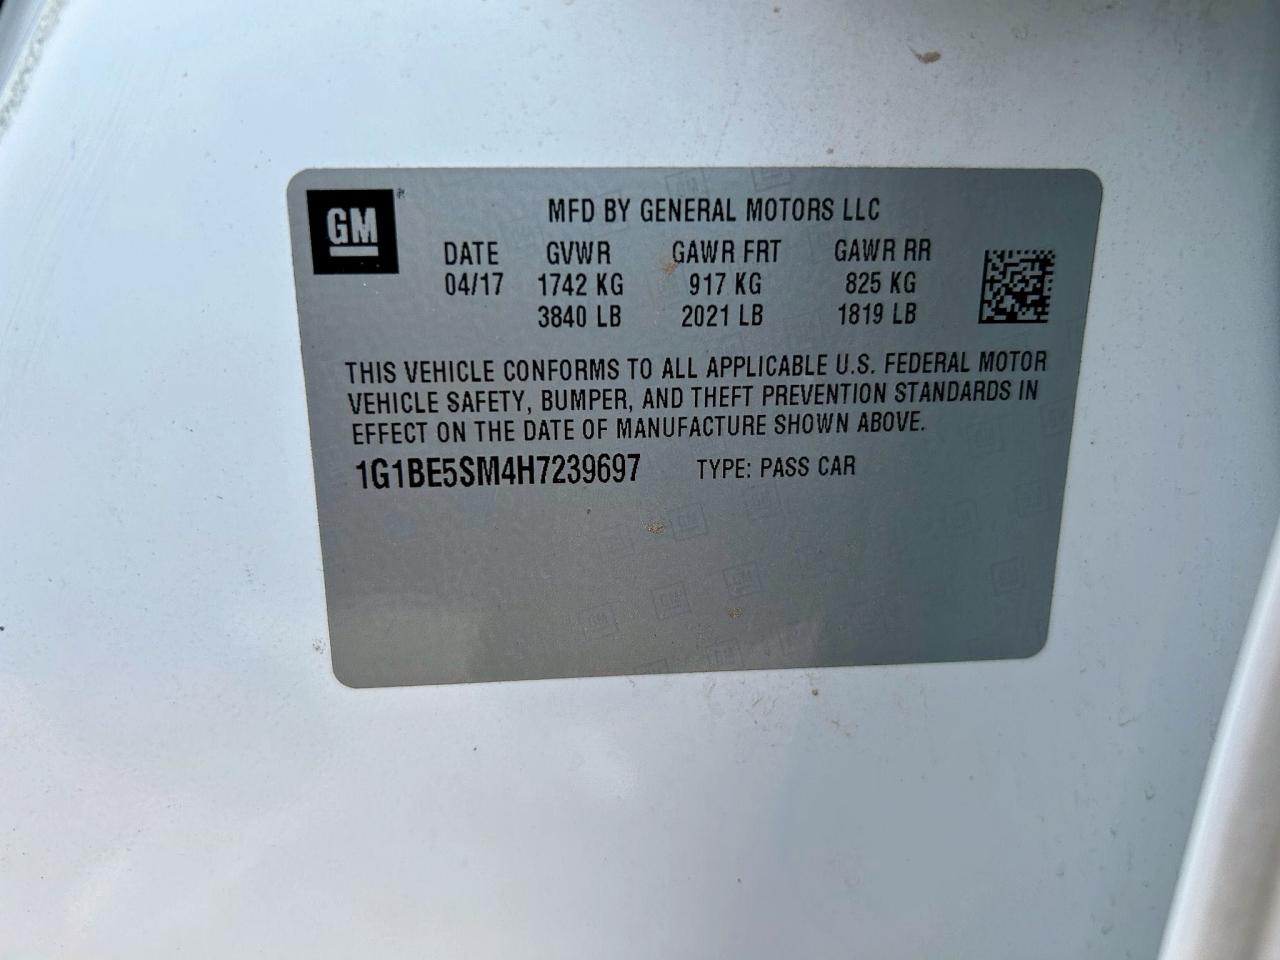 GM
MFD BY GENERAL MOTORS LLC
DATE GVWR GAWR FRT GAWR RR
04/17 1742 KG 917 KG 825 KG
3840 LB 2021 LB 1819 LB
THIS VEHICLE CONFORMS TO ALL APPLICABLE U.S. FEDERAL MOTOR
VEHICLE SAFETY, BUMPER, AND THEFT PREVENTION STANDARDS IN
EFFECT ON THE DATE OF MANUFACTURE SHOWN ABOVE.
1G1BE5SM4H7239697 TYPE: PASS CAR